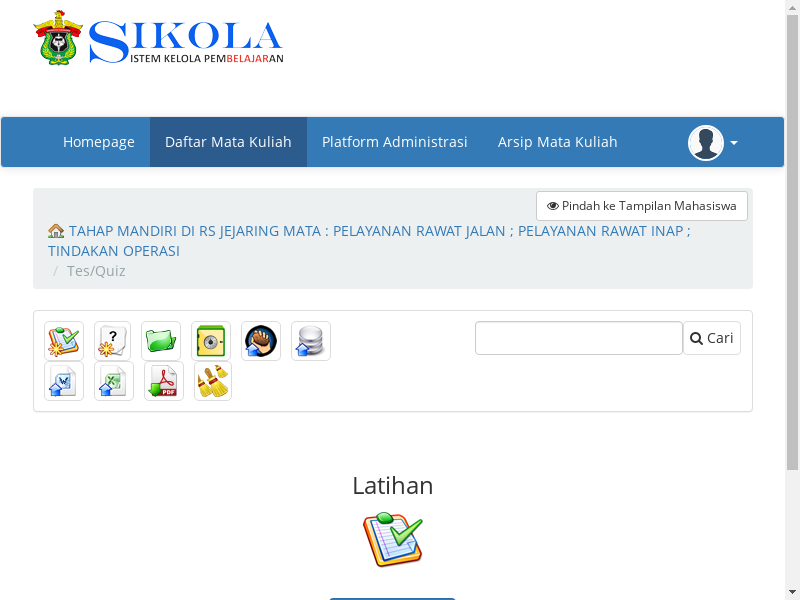 SIKOLA
ISTEM KELOLA PEMBELAJARAN
Homepage
Daftar Mata Kuliah
Platform Administrasi
Arsip Mata Kuliah
Pindah ke Tampilan Mahasiswa
TAHAP MANDIRI DI RS JEJARING MATA : PELAYANAN RAWAT JALAN ; PELAYANAN RAWAT INAP ;
TINDAKAN OPERASI
/ Tes/Quiz
?
Cari
W
X
PDF
Latihan